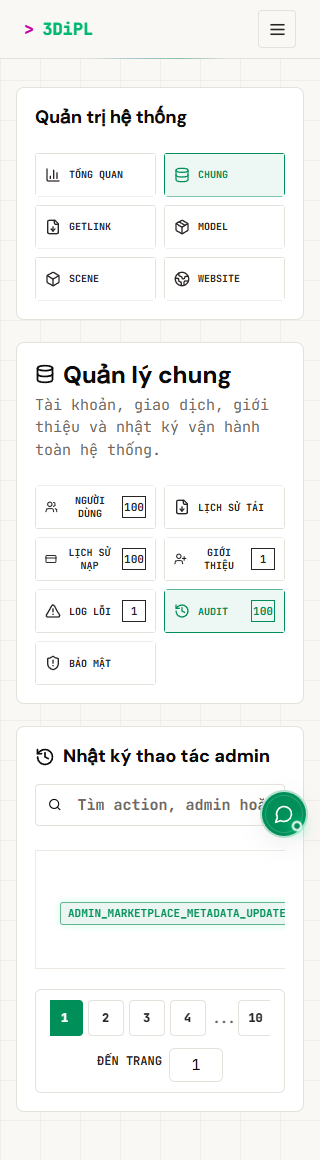 > 3DiPL
Quản trị hệ thống
TỔNG QUAN
CHUNG
GETLINK
MODEL
SCENE
WEBSITE
Quản lý chung
Tài khoản, giao dịch, giới
thiệu và nhật ký vận hành
toàn hệ thống.
NGƯỜI
DÙNG
100
LỊCH SỬ TẢI
LỊCH SỬ
NẠP
100
GIỚI
THIỆU
1
LOG LỖI
1
AUDIT
100
BẢO MẬT
Nhật ký thao tác admin
Tìm action, admin hoặ
ADMIN_MARKETPLACE_METADATA_UPDATE
1
2
3
4
...
10
ĐẾN TRANG
1